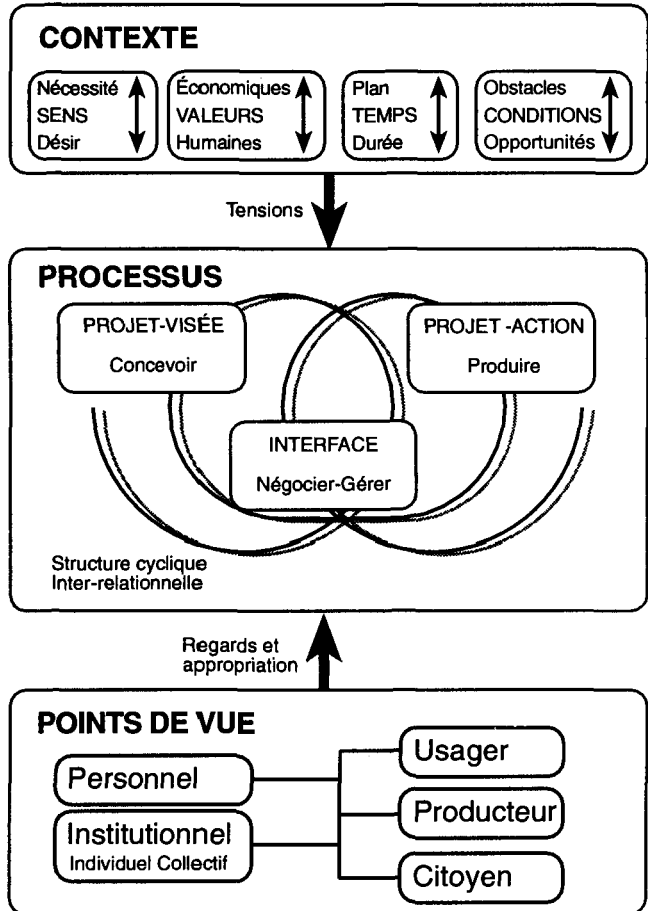 CONTEXTE
Nécessité
SENS
Désir
Économiques
VALEURS
Humaines
Plan
TEMPS
Durée
Obstacles
CONDITIONS
Opportunités
Tensions
PROCESSUS
PROJET-VISÉE
Concevoir
PROJET -ACTION
Produire
INTERFACE
Négocier-Gérer
Structure cyclique
Inter-relationnelle
Regards et
appropriation
POINTS DE VUE
Personnel
Institutionnel
Individuel Collectif
Usager
Producteur
Citoyen